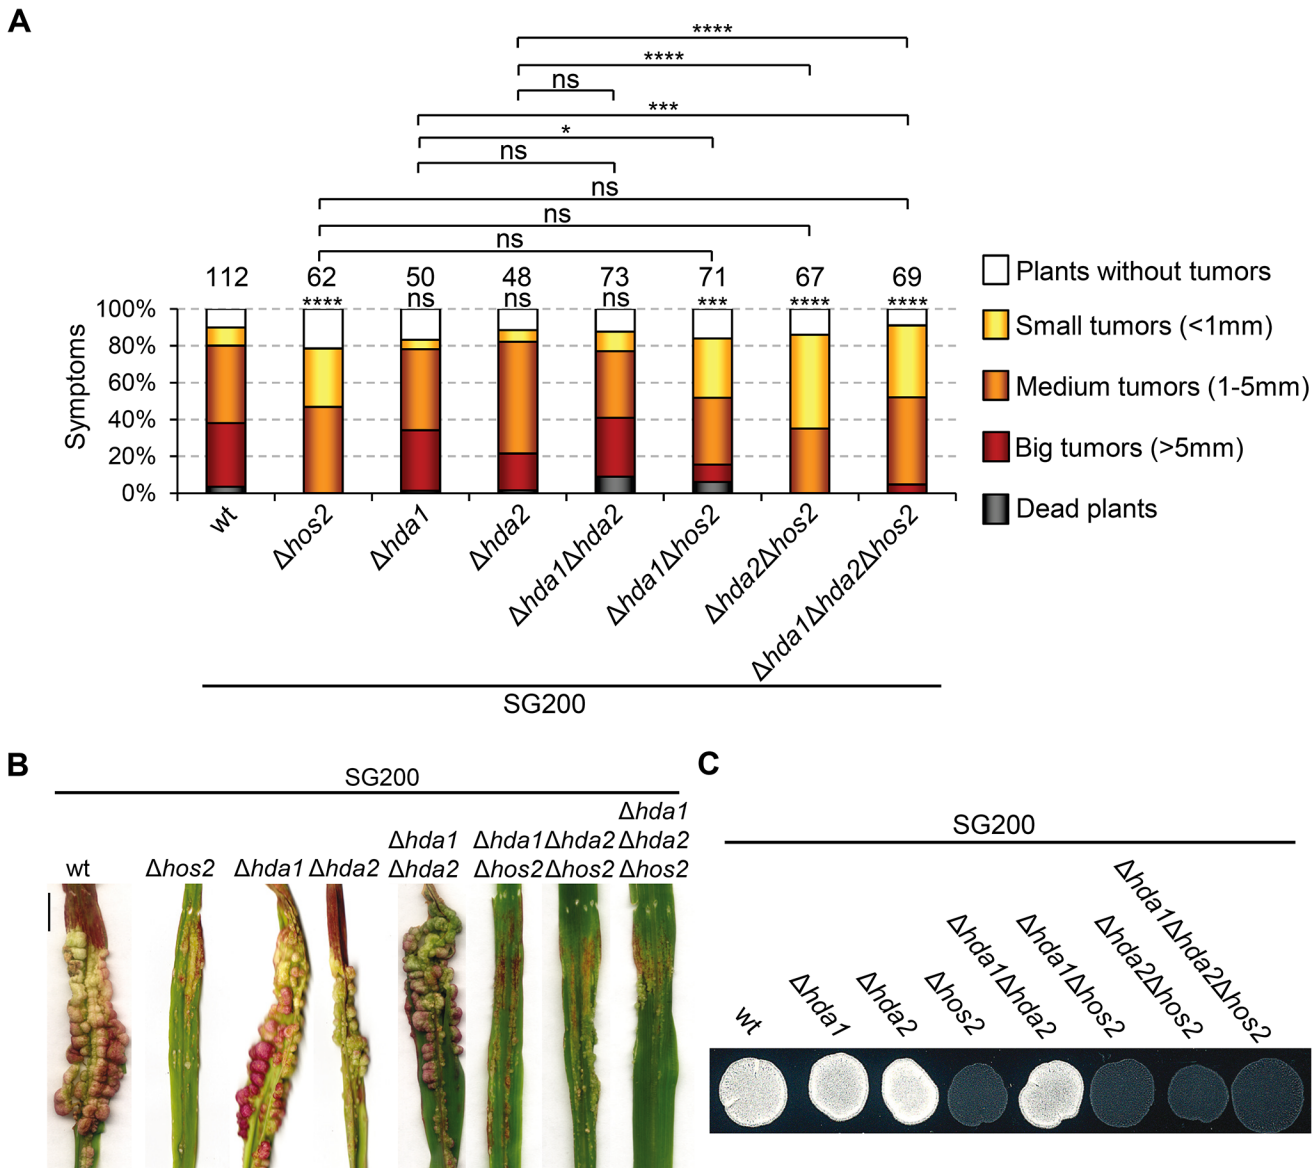 A
****
****
ns
***
*
ns
ns
ns
ns
112 62 50 48 73 71 67 69
**** ns ns ns *** **** ****
100%
80%
60%
40%
20%
0%
Symptoms
wt Δhos2 Δhda1 Δhda2 Δhda1Δhda2 Δhda1Δhos2 Δhda2Δhos2 Δhda1Δhda2Δhos2
SG200
Plants without tumors
Small tumors (<1mm)
Medium tumors (1-5mm)
Big tumors (>5mm)
Dead plants
B
SG200
Δhda1
Δhda1 Δhda1 Δhda2 Δhda2
wt Δhos2 Δhda1 Δhda2 Δhda2 Δhos2 Δhos2 Δhos2
C
SG200
wt Δhda1 Δhda2 Δhos2 Δhda1Δhda2 Δhda1Δhos2 Δhda2Δhos2 Δhda1Δhda2Δhos2